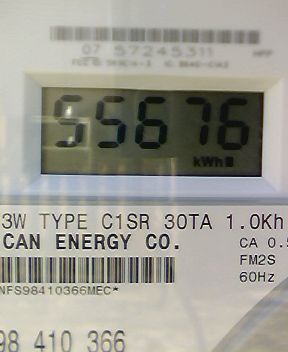 07 57245311
55676
kWh
3W TYPE C1SR 30TA 1.0Kh
CAN ENERGY CO.
CA 0.5
FM2S
60Hz
NFS98410366MEC*
98 410 366